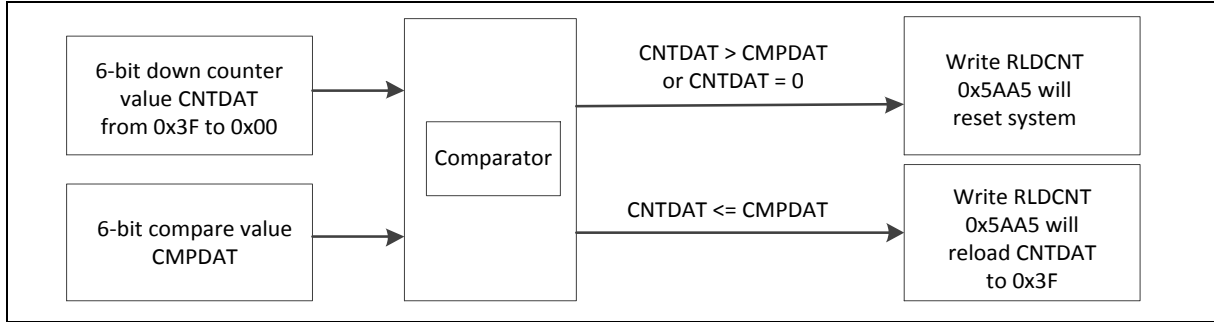 6-bit down counter
value CNTDAT
from 0x3F to 0x00
6-bit compare value
CMPDAT
Comparator
CNTDAT > CMPDAT
or CNTDAT = 0
CNTDAT <= CMPDAT
Write RLDCNT
0x5AA5 will
reset system
Write RLDCNT
0x5AA5 will
reload CNTDAT
to 0x3F